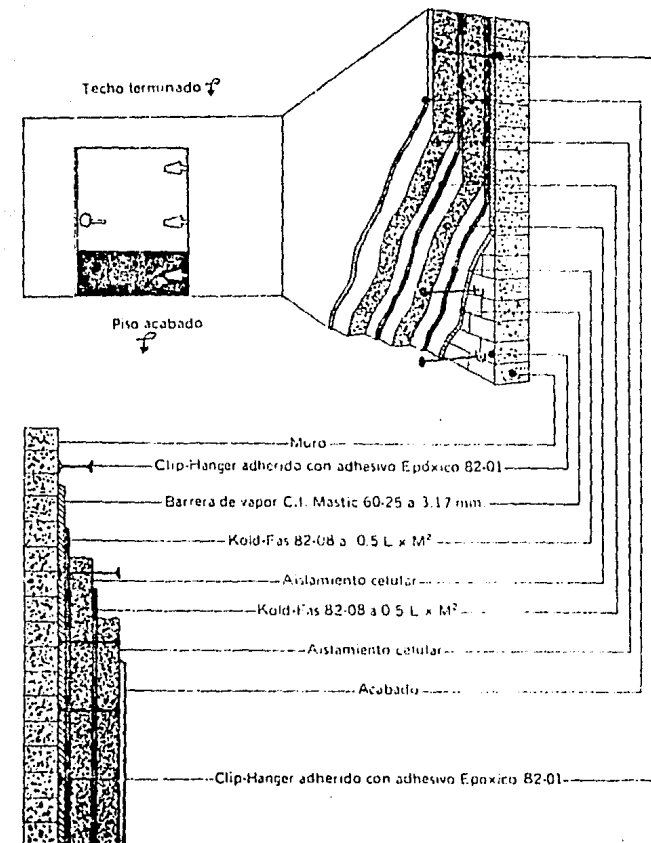 Techo terminado
Piso acabado
Muro
Clip-Hanger adherido con adhesivo Epóxico 82-01
Barrera de vapor C.I. Mastic 60-25 a 3.17 mm.
Kold-Fas 82-08 a 0.5 L x M²
Aislamiento celular
Kold-Fas 82-08 a 0.5 L x M²
Aislamiento celular
Acabado
Clip-Hanger adherido con adhesivo Epoxico 82-01